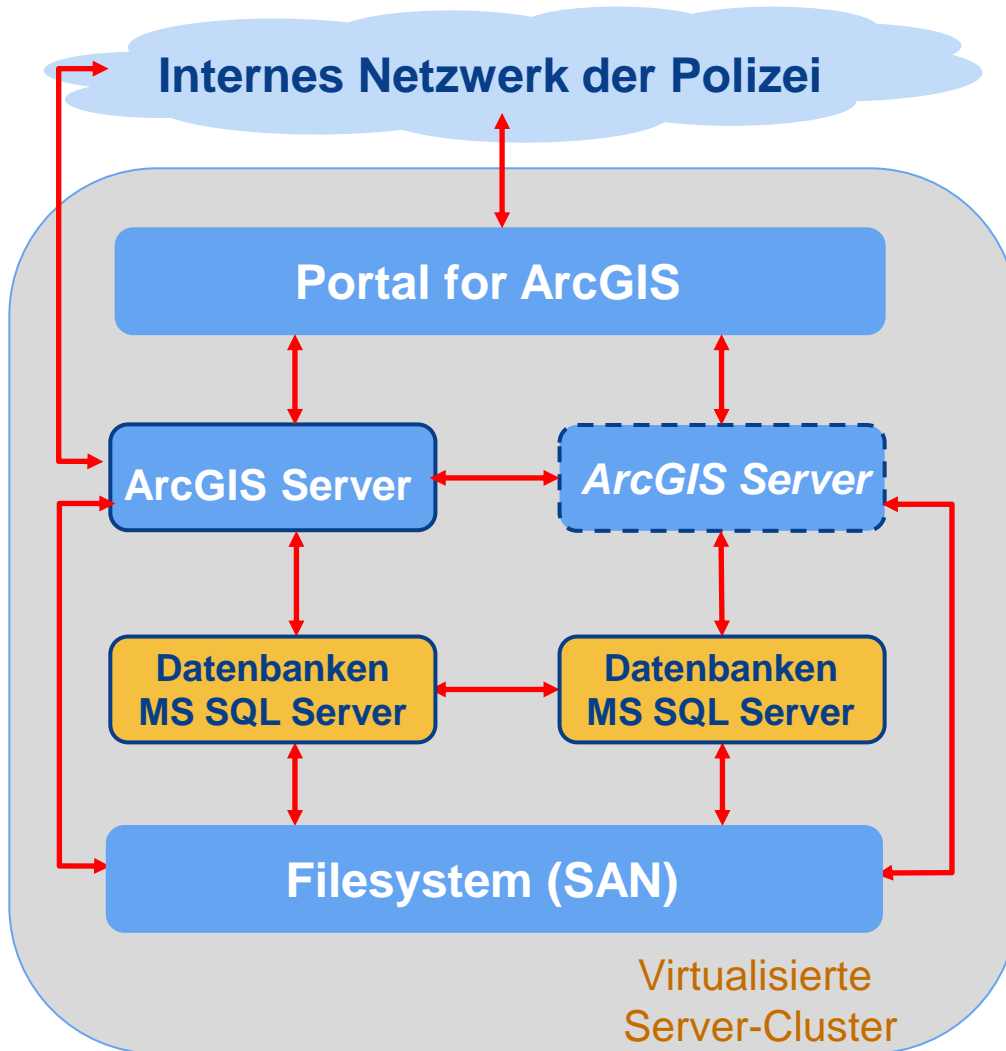 Internes Netzwerk der Polizei
Portal for ArcGIS
ArcGIS Server
ArcGIS Server
Datenbanken
MS SQL Server
Datenbanken
MS SQL Server
Filesystem (SAN)
Virtualisierte
Server-Cluster